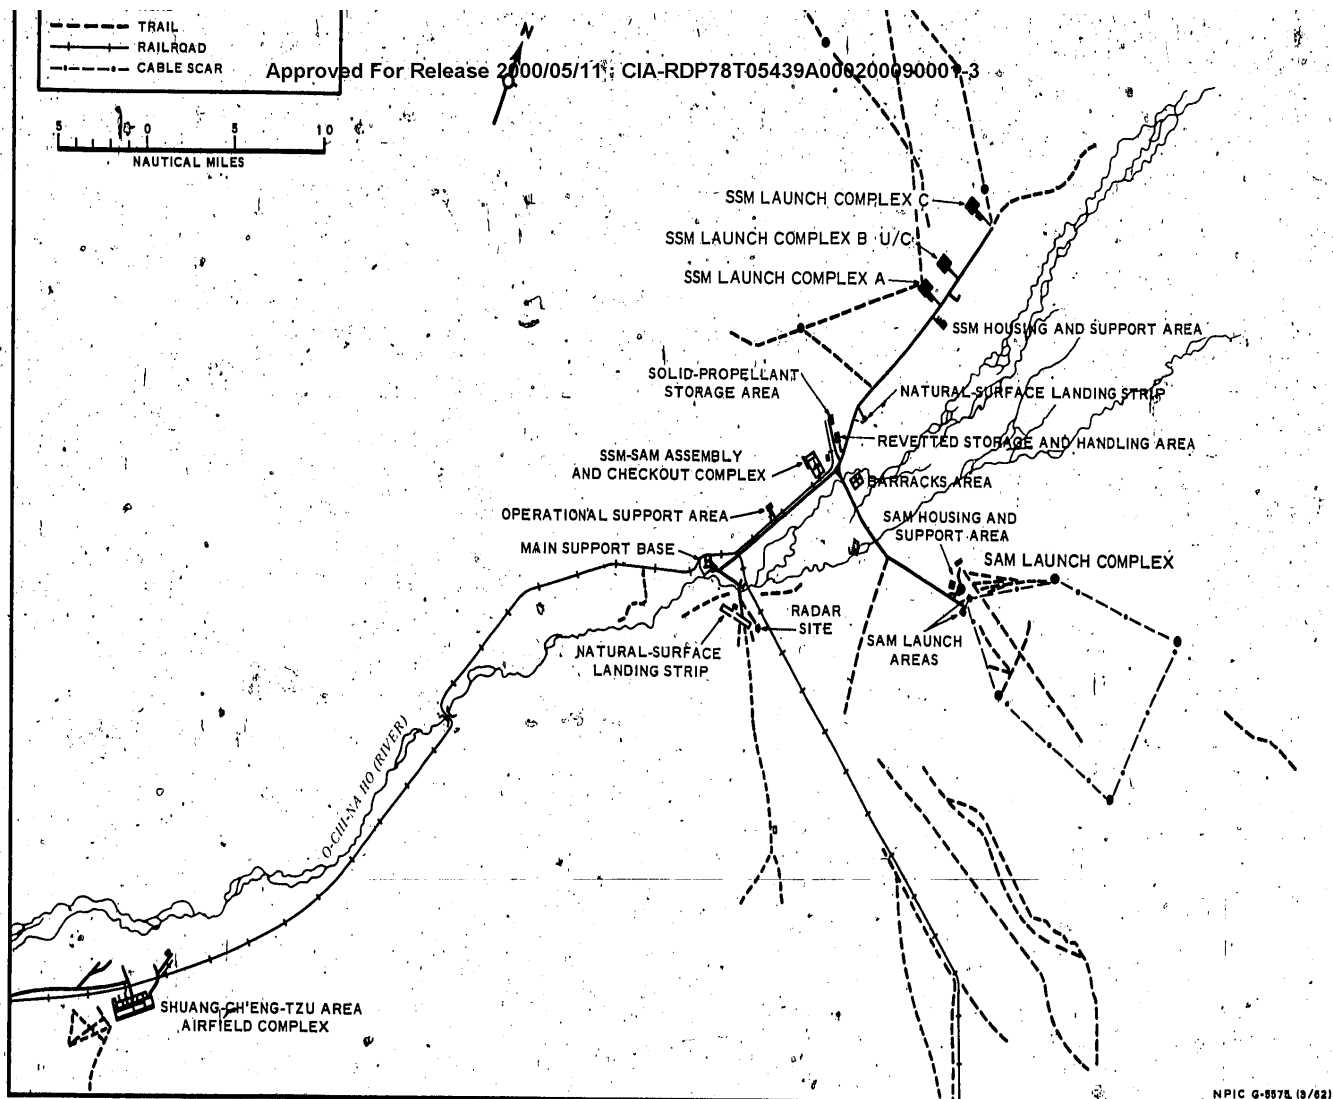 TRAIL
RAILROAD
CABLE SCAR
N
Approved For Release 2000/05/11 : CIA-RDP78T05439A000200090001-3
5 0 5 10
NAUTICAL MILES
SSM LAUNCH COMPLEX C
SSM LAUNCH COMPLEX B U/C
SSM LAUNCH COMPLEX A
SSM HOUSING AND SUPPORT AREA
SOLID-PROPELLANT
STORAGE AREA
NATURAL-SURFACE LANDING STRIP
REVETTED STORAGE AND HANDLING AREA
SSM-SAM ASSEMBLY
AND CHECKOUT COMPLEX
BARRACKS AREA
OPERATIONAL SUPPORT AREA
SAM HOUSING AND
SUPPORT AREA
MAIN SUPPORT BASE
SAM LAUNCH COMPLEX
RADAR
SITE
SAM LAUNCH
AREAS
NATURAL-SURFACE
LANDING STRIP
O-CHI-NA HO (RIVER)
SHUANG-CH'ENG-TZU AREA
AIRFIELD COMPLEX
NPIC G-5575 (3/62)